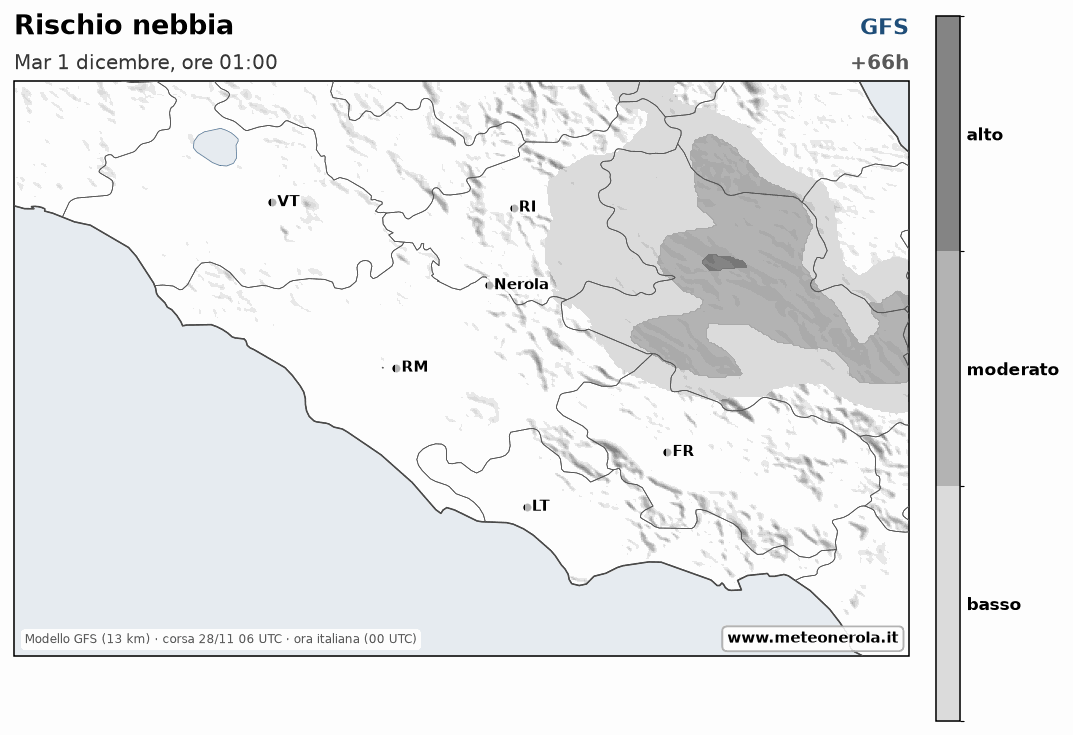 Rischio nebbia
GFS
Mar 1 dicembre, ore 01:00
+66h
alto
VT
RI
Nerola
RM
moderato
FR
LT
basso
Modello GFS (13 km) · corsa 28/11 06 UTC · ora italiana (00 UTC)
www.meteonerola.it